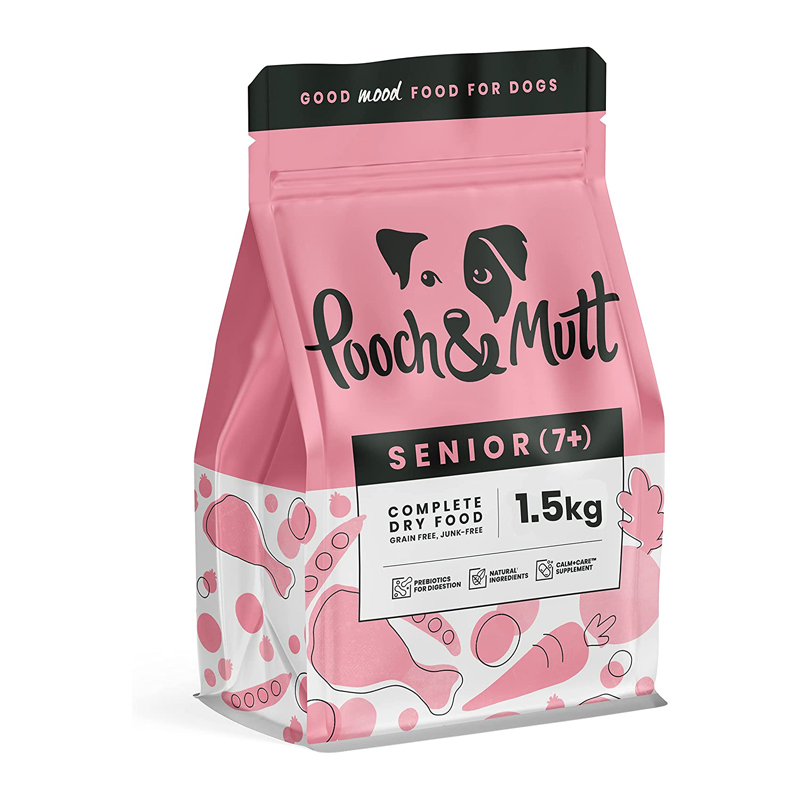 GOOD mood FOOD FOR DOGS
Pooch & Mutt
SENIOR (7+)
COMPLETE
DRY FOOD
GRAIN FREE, JUNK-FREE
1.5kg
PREBIOTICS
FOR DIGESTION
NATURAL
INGREDIENTS
CALM+CARE™
SUPPLEMENT